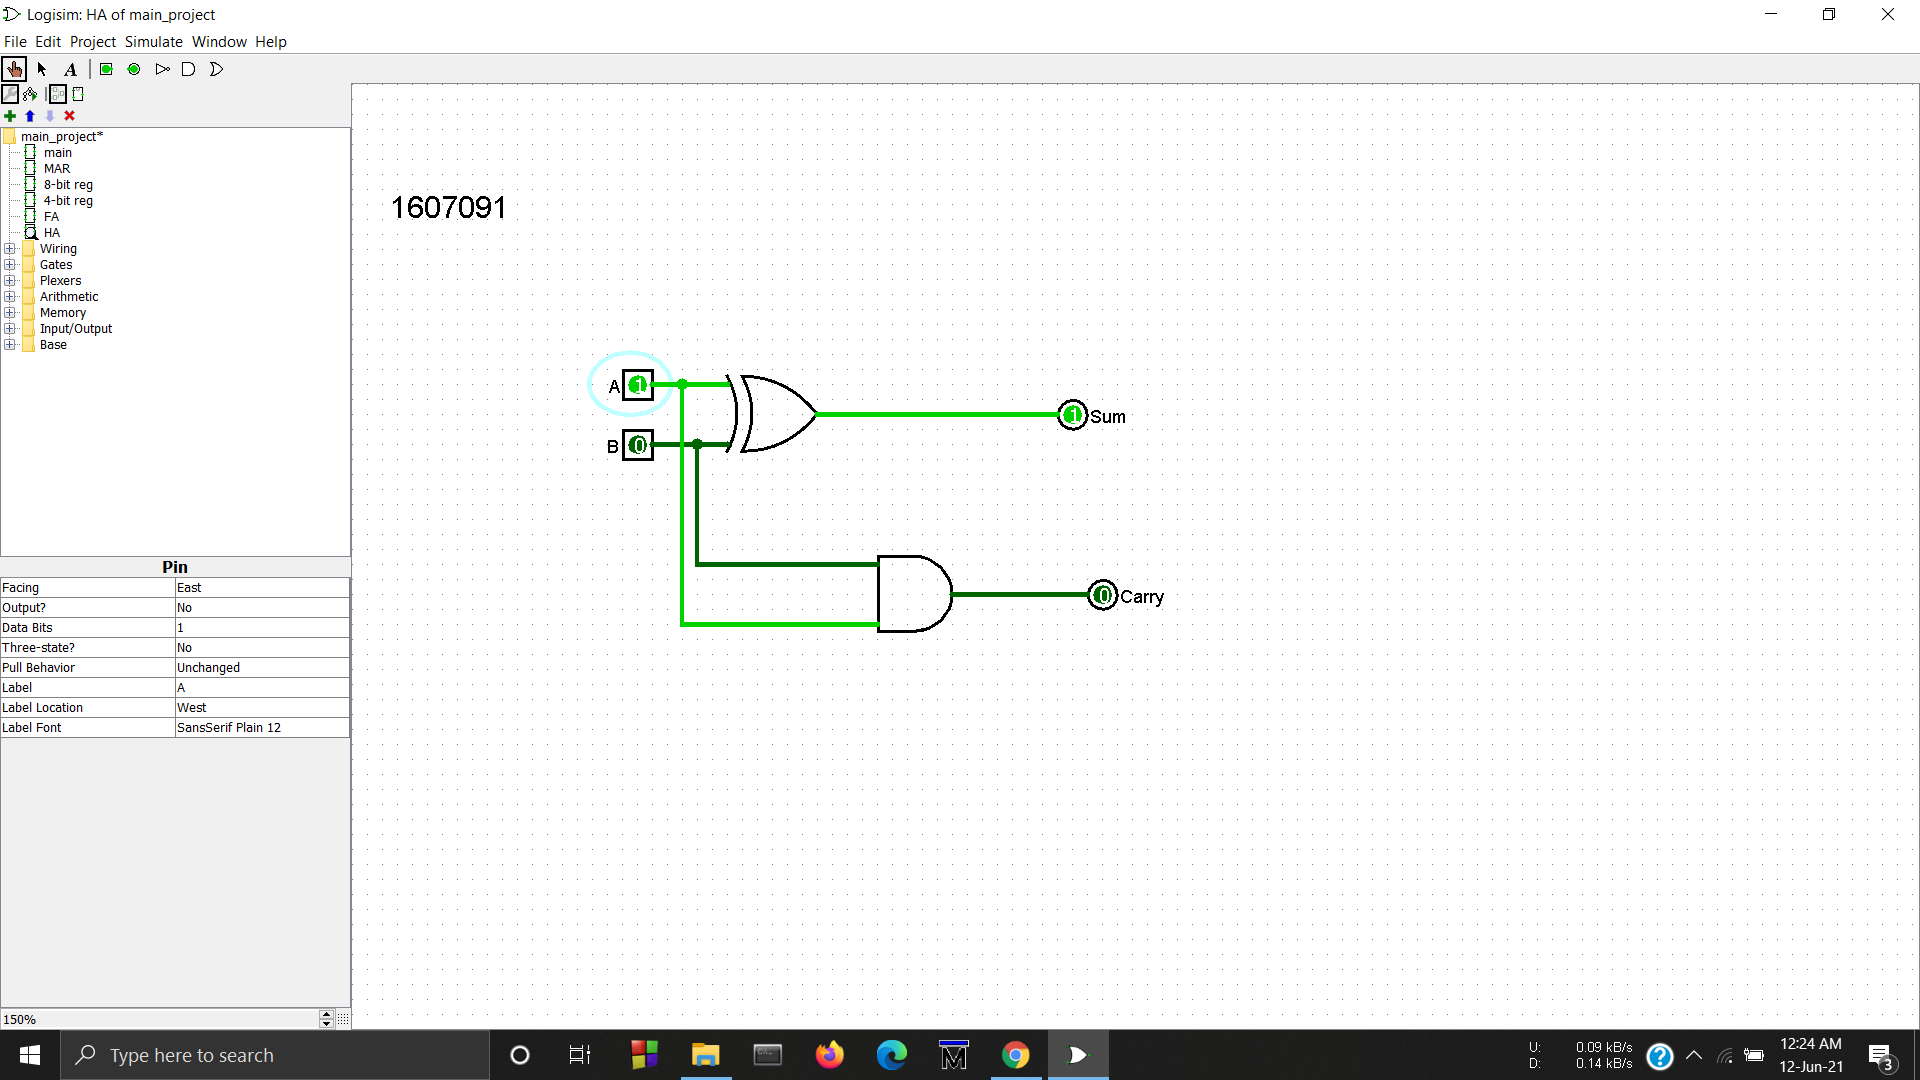 Logisim: HA of main_project
File Edit Project Simulate Window Help
A
main_project*
main
MAR
8-bit reg
4-bit reg
FA
HA
Wiring
Gates
Plexers
Arithmetic
Memory
Input/Output
Base
1607091
A 1
1 Sum
B 0
0 Carry
Pin
Facing East
Output? No
Data Bits 1
Three-state? No
Pull Behavior Unchanged
Label A
Label Location West
Label Font SansSerif Plain 12
150%
Type here to search
U: 0.09 kB/s
D: 0.14 kB/s
12:24 AM
12-Jun-21
3